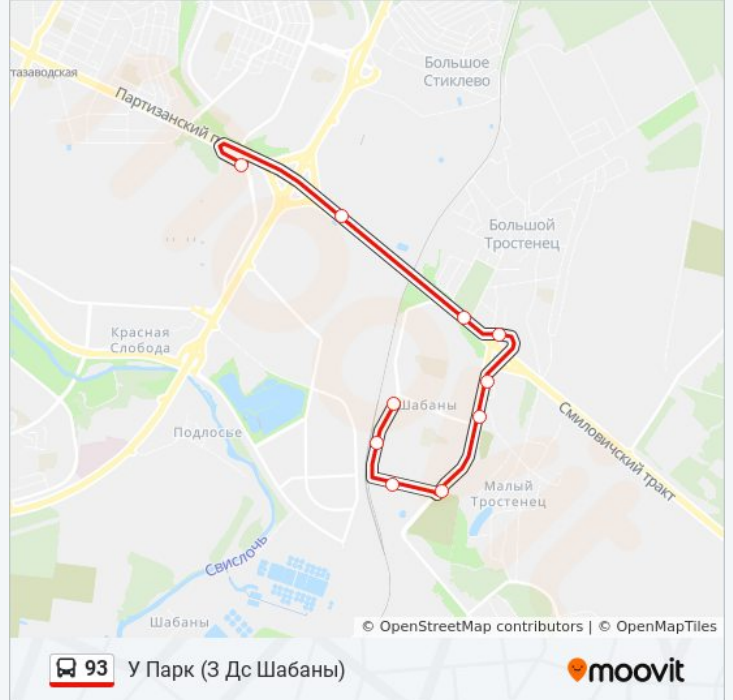 Большое
Стиклево
тазаводская
Партизанский п
Большой
Тростенец
Красная
Слобода
Шабаны
Смиловичский тракт
Подлосье
Малый
Тростенец
Свислочь
Шабаны
© OpenStreetMap contributors | © OpenMapTiles
93 У Парк (З Дс Шабаны)
moovit